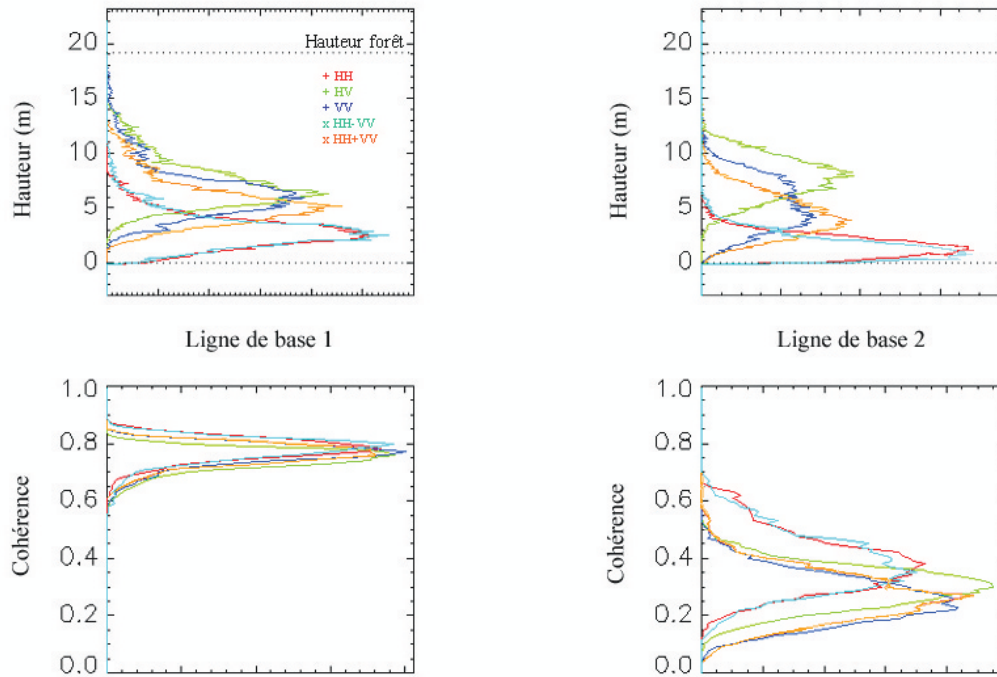 20
15
10
5
0
Hauteur (m)
Hauteur forêt
+ HH
+ HV
+ VV
x HH-VV
x HH+VV
Ligne de base 1
20
15
10
5
0
Hauteur (m)
Ligne de base 2
1.0
0.8
0.6
0.4
0.2
0.0
Cohérence
1.0
0.8
0.6
0.4
0.2
0.0
Cohérence